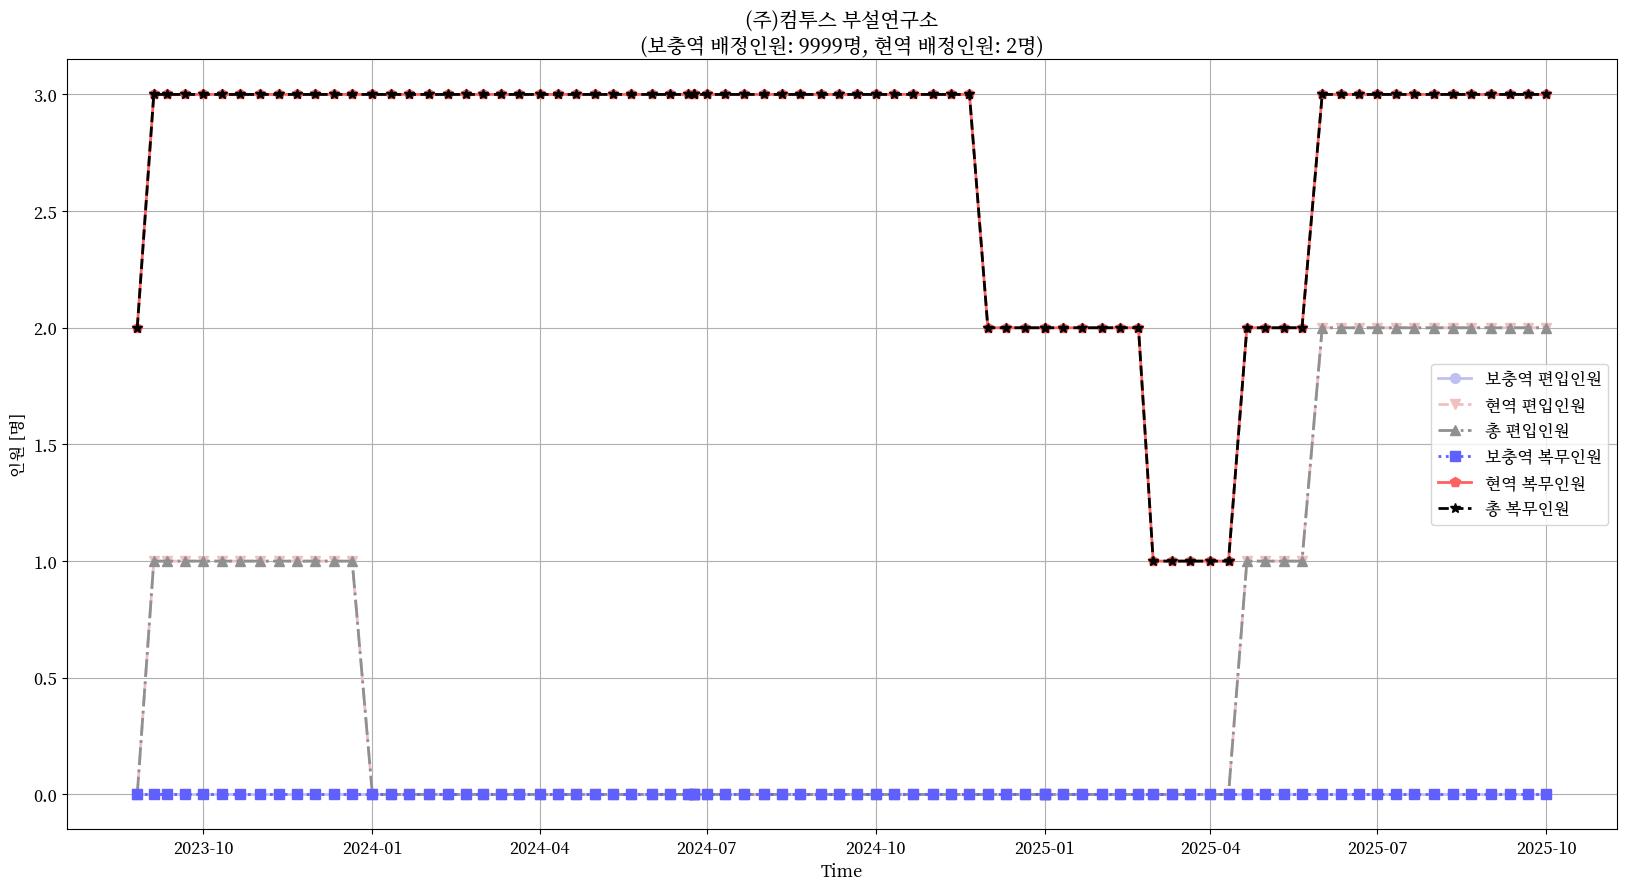 (주)컴투스 부설연구소
(보충역 배정인원: 9999명, 현역 배정인원: 2명)
인원 [명]
3.0
2.5
2.0
1.5
1.0
0.5
0.0
보충역 편입인원
현역 편입인원
총 편입인원
보충역 복무인원
현역 복무인원
총 복무인원
2023-10
2024-01
2024-04
2024-07
2024-10
2025-01
2025-04
2025-07
2025-10
Time